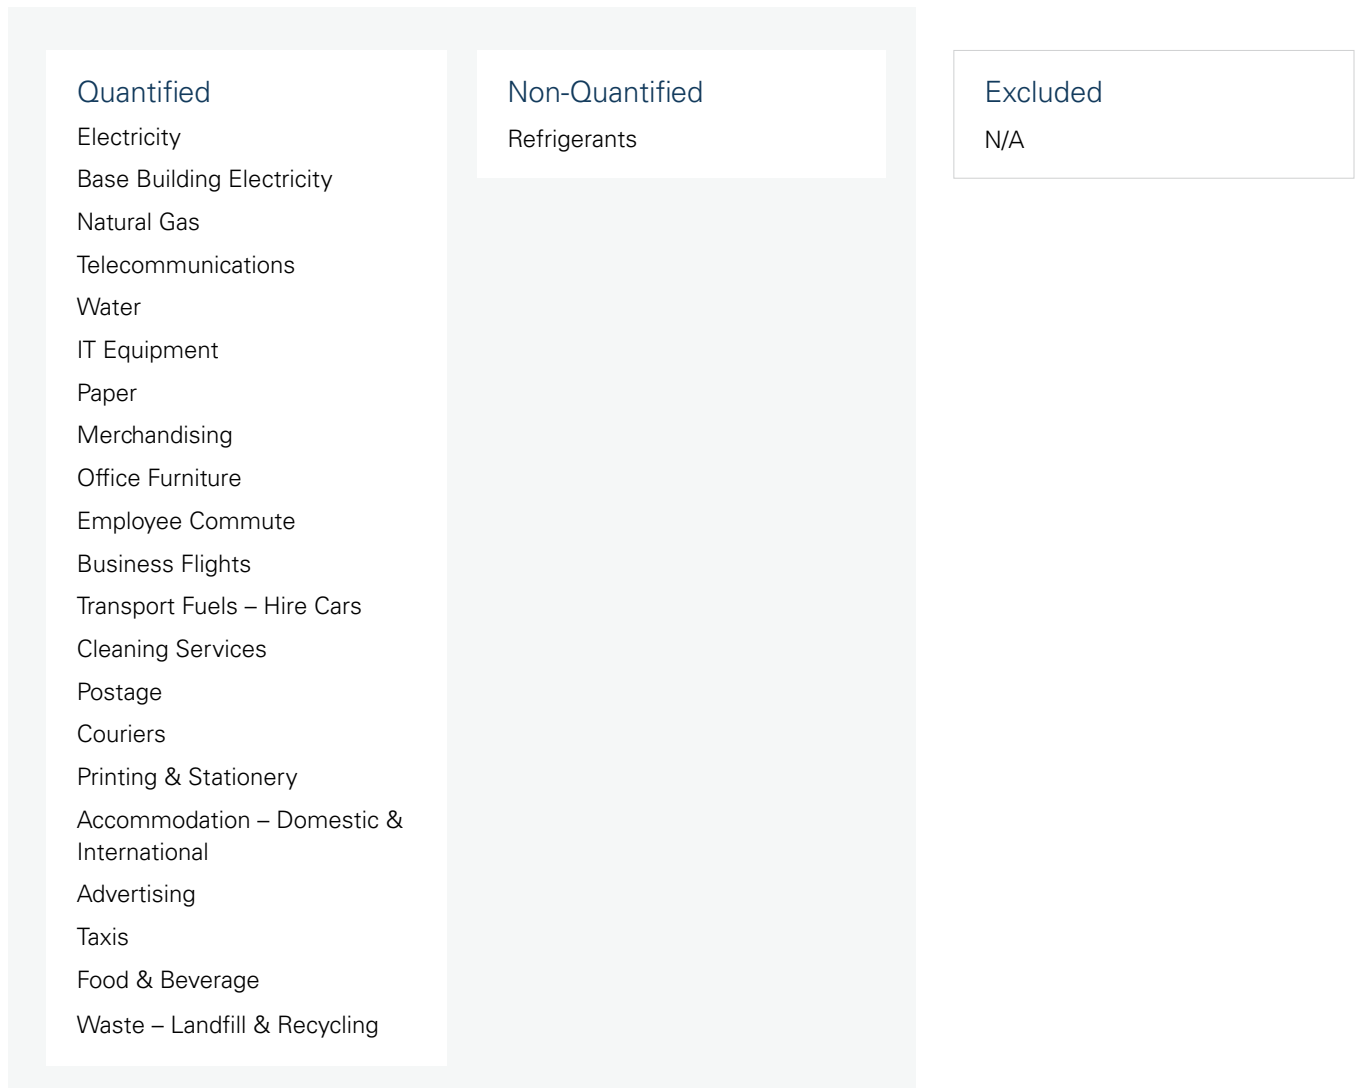 Quantified
Electricity
Base Building Electricity
Natural Gas
Telecommunications
Water
IT Equipment
Paper
Merchandising
Office Furniture
Employee Commute
Business Flights
Transport Fuels – Hire Cars
Cleaning Services
Postage
Couriers
Printing & Stationery
Accommodation – Domestic &
International
Advertising
Taxis
Food & Beverage
Waste – Landfill & Recycling
Non-Quantified
Refrigerants
Excluded
N/A